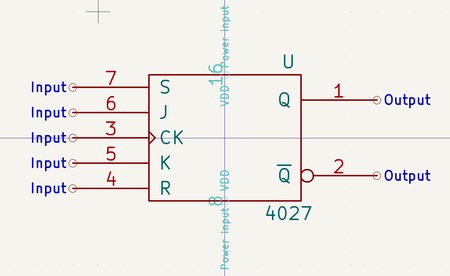 Power input
16
VDD
U
Input 7 S
Q 1 Output
Input 6 J
Input 3 CK
Input 5 K
Q 2 Output
Input 4 R
VDD
8
4027
Power input